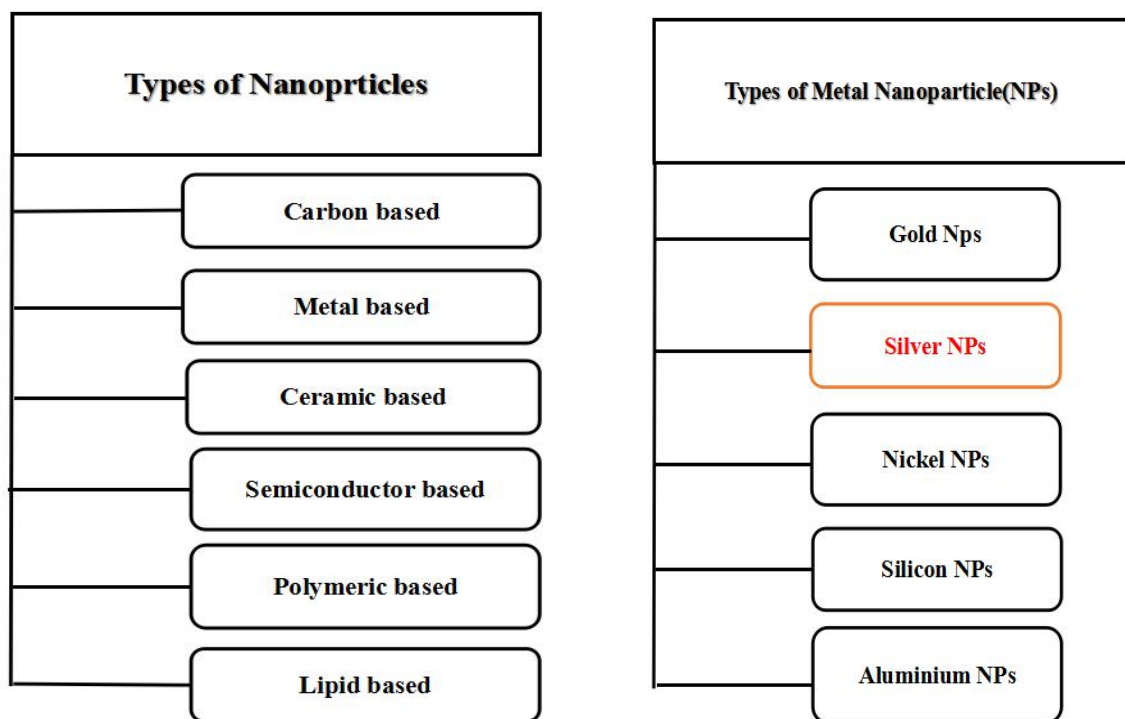 Types of Nanoprticles
Carbon based
Metal based
Ceramic based
Semiconductor based
Polymeric based
Lipid based
Types of Metal Nanoparticle(NPs)
Gold Nps
Silver NPs
Nickel NPs
Silicon NPs
Aluminium NPs